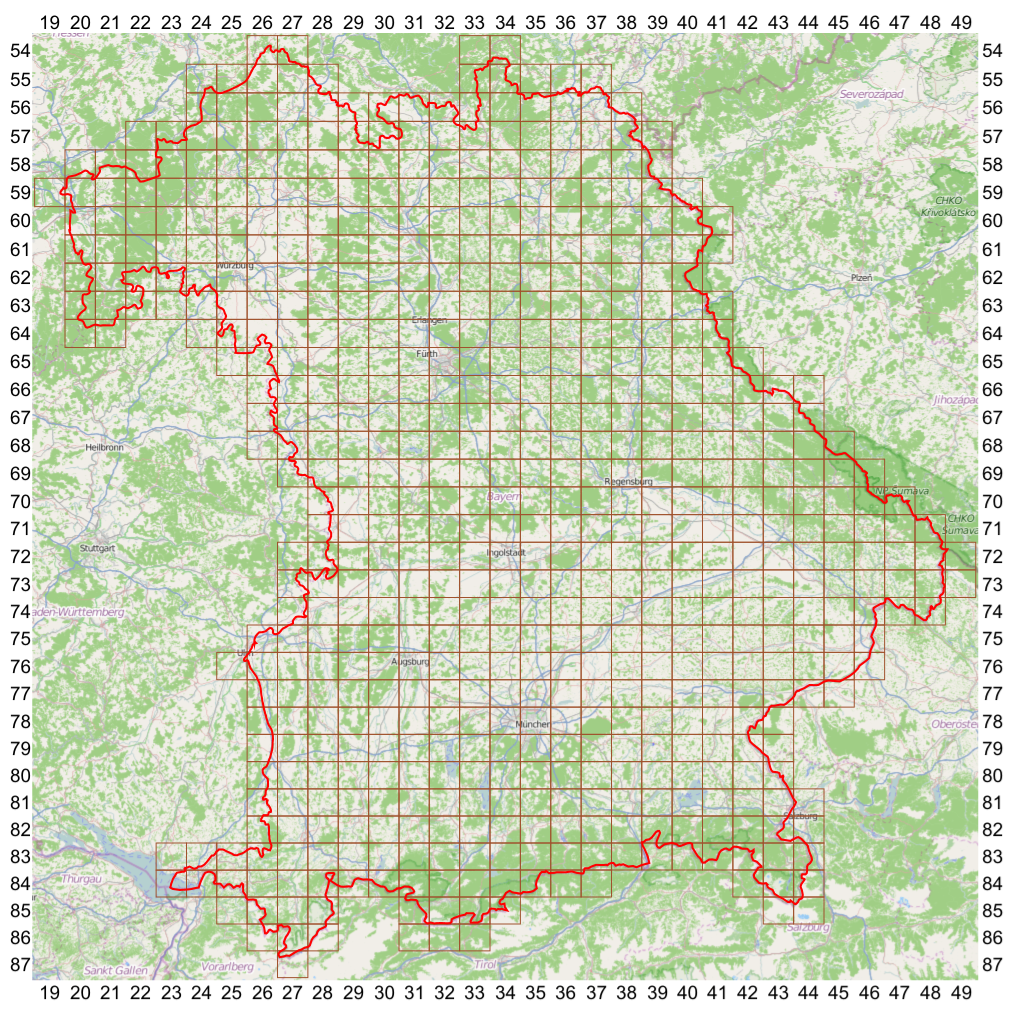 19 20 21 22 23 24 25 26 27 28 29 30 31 32 33 34 35 36 37 38 39 40 41 42 43 44 45 46 47 48 49
Hessen
54 54
55 55
Severozápad
56 56
57 57
58 58
59 59
CHKO
Křivoklátsko
60 60
61 61
Würzburg
62 Plzeň 62
63 63
Erlangen
64 64
Fürth
65 65
66 66
Jihozápad
67 67
Heilbronn
68 68
69 69
Regensburg
NP Šumava
70 Bayern 70
71 CHKO 71
Šumava
Stuttgart
72 Ingolstadt 72
73 73
aden-Württemberg
74 74
75 75
Ulm
76 Augsburg 76
77 77
78 Münche 78
Oberöste
79 79
80 80
81 81
Salzburg
82 82
83 83
Thurgau
84 84
85 85
Salzburg
86 86
87 Sankt Gallen Vorarlberg Tirol 87
19 20 21 22 23 24 25 26 27 28 29 30 31 32 33 34 35 36 37 38 39 40 41 42 43 44 45 46 47 48 49